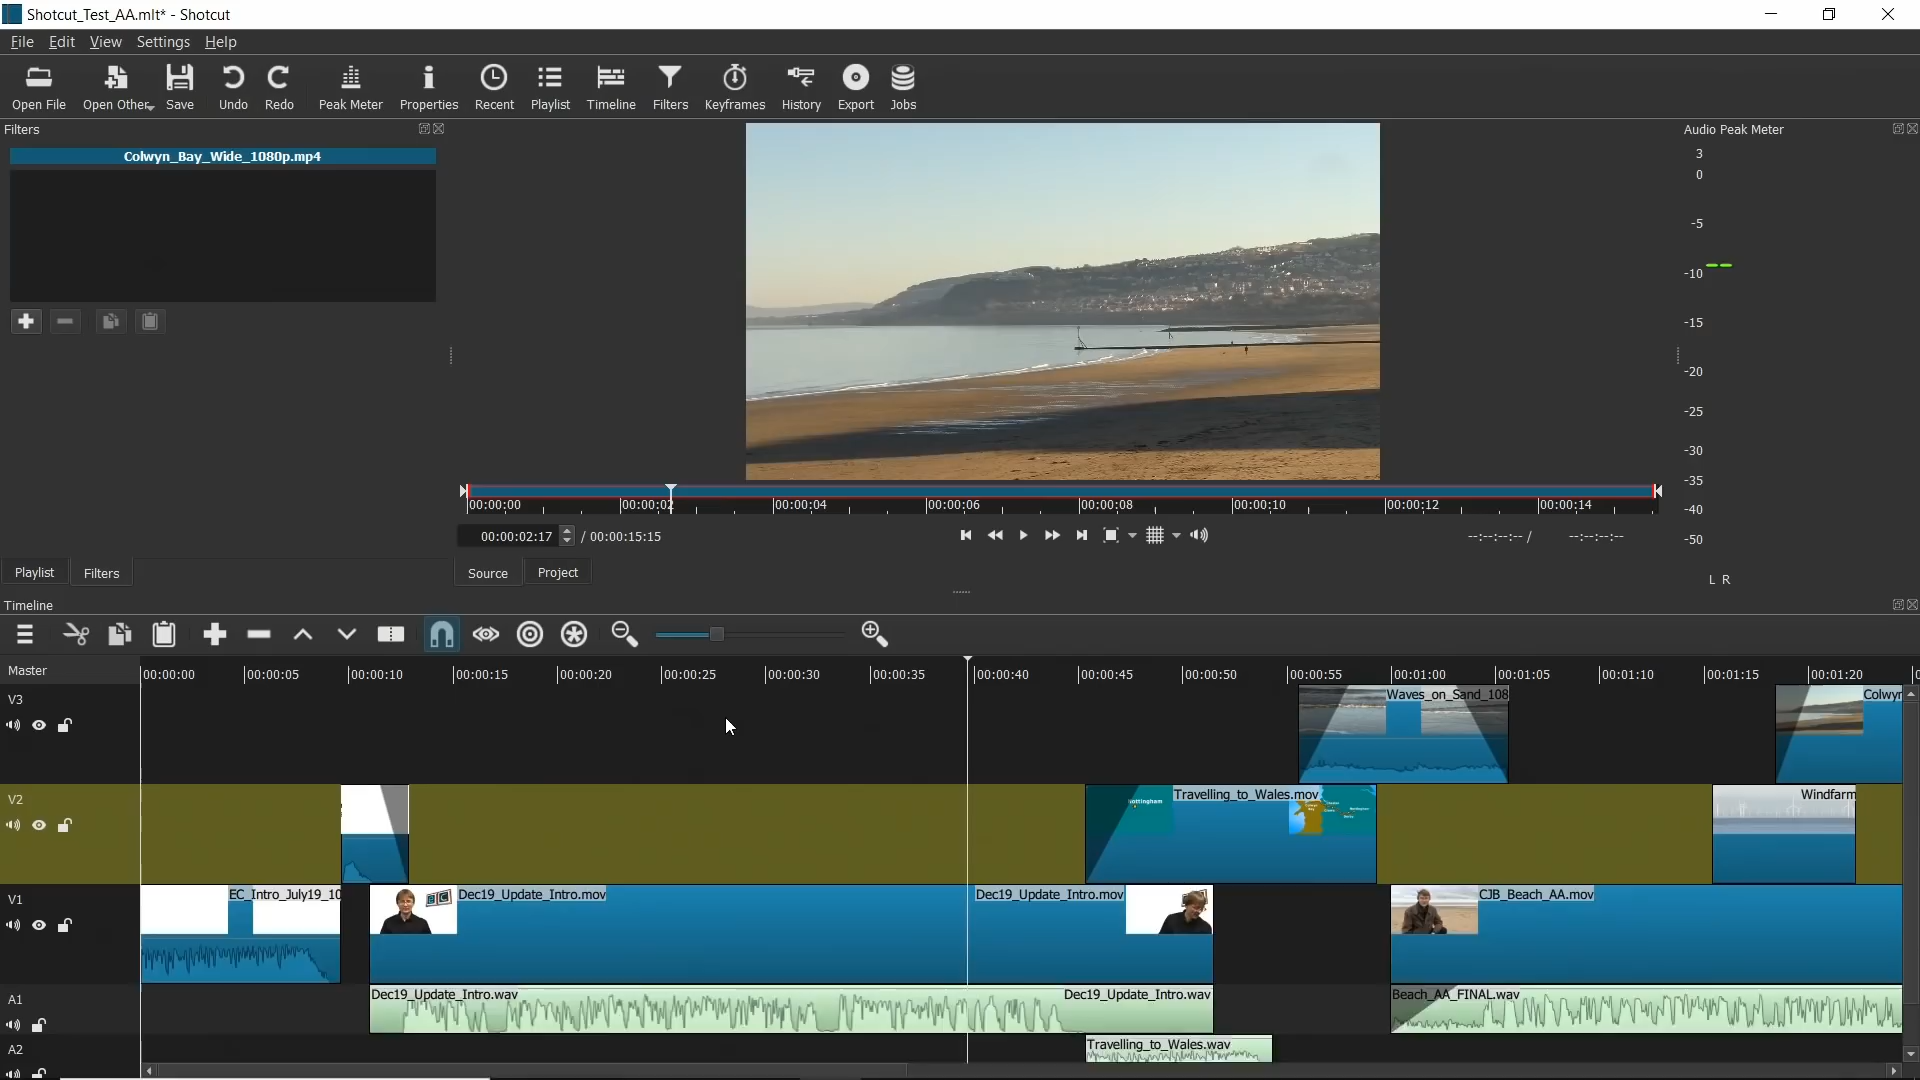 Shotcut_Test_AA.mlt* - Shotcut
File Edit View Settings Help
Open File Open Other Save Undo Redo Peak Meter Properties Recent Playlist Timeline Filters Keyframes History Export Jobs
Filters
Audio Peak Meter
Colwyn_Bay_Wide_1080p.mp4
3
0
-5
-10
-15
-20
-25
-30
-35
-40
-50
L R
00:00:00 00:00:02 00:00:04 00:00:06 00:00:08 00:00:10 00:00:12 00:00:14
00:00:02:17 / 00:00:15:15
--:--:--:-- / --:--:--:--
Playlist Filters
Source Project
Timeline
Master
00:00:00 00:00:05 00:00:10 00:00:15 00:00:20 00:00:25 00:00:30 00:00:35 00:00:40 00:00:45 00:00:50 00:00:55 00:01:00 00:01:05 00:01:10 00:01:15 00:01:20
V3
Waves_on_Sand_108
Colwyn
V2
Nottingham
Travelling_to_Wales.mov
Windfarm
V1
EC_Intro_July19_10
Dec19_Update_Intro.mov
Dec19_Update_Intro.mov
CJB_Beach_AA.mov
A1
Dec19_Update_Intro.wav
Dec19_Update_Intro.wav
Beach_AA_FINAL.wav
A2
Travelling_to_Wales.wav